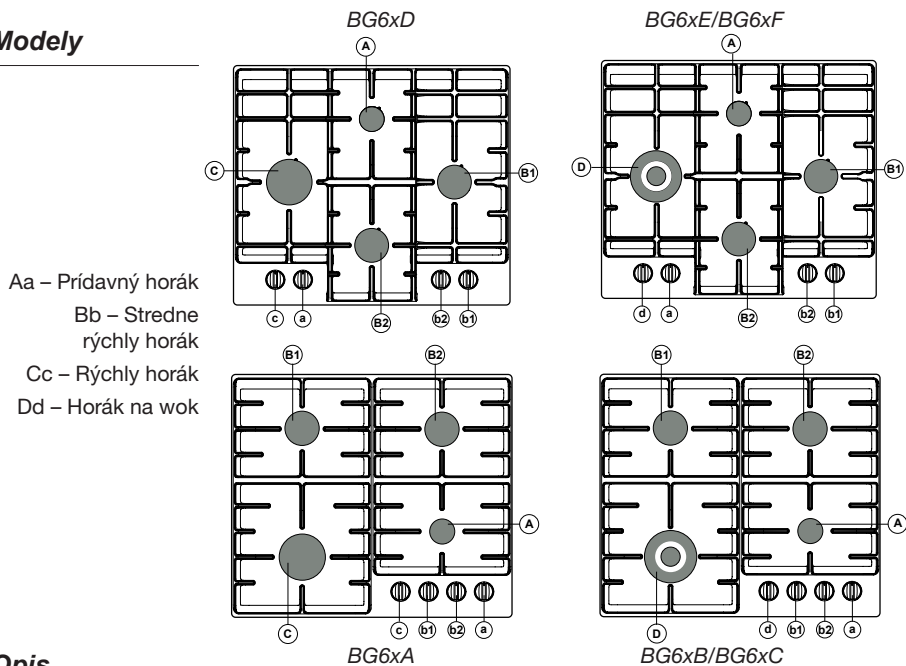 Modely
BG6xD
BG6xE/BG6xF
A
C
B1
B2
c
a
b2
b1
A
D
B1
B2
d
a
b2
b1
Aa – Prídavný horák
Bb – Stredne
rýchly horák
Cc – Rýchly horák
Dd – Horák na wok
B1
B2
A
C
c
b1
b2
a
BG6xA
B1
B2
A
D
d
b1
b2
a
BG6xB/BG6xC
Opis